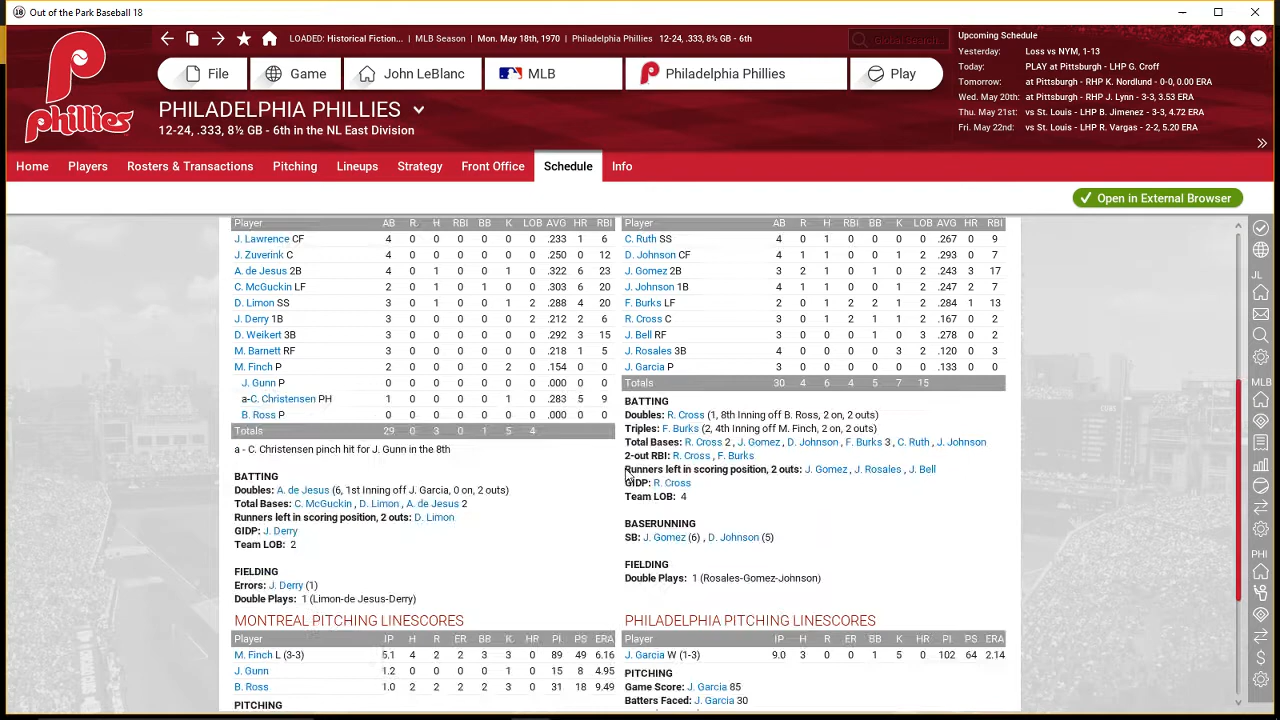 Out of the Park Baseball 18
LOADED: Historical Fiction... | MLB Season | Mon. May 18th, 1970 | Philadelphia Phillies 12-24, .333, 8½ GB - 6th
Global Search...
Upcoming Schedule
Yesterday: Loss vs NYM, 1-13
Today: PLAY at Pittsburgh - LHP G. Croff
Tomorrow: at Pittsburgh - RHP K. Nordlund - 0-0, 0.00 ERA
Wed. May 20th: at Pittsburgh - RHP J. Lynn - 3-3, 3.53 ERA
Thu. May 21st: vs St. Louis - LHP B. Jimenez - 3-3, 4.72 ERA
Fri. May 22nd: vs St. Louis - LHP R. Vargas - 2-2, 5.20 ERA
phillies
File Game John LeBlanc MLB Philadelphia Phillies Play
PHILADELPHIA PHILLIES
12-24, .333, 8½ GB - 6th in the NL East Division
Home Players Rosters & Transactions Pitching Lineups Strategy Front Office Schedule Info
Open in External Browser
Player AB R H RBI BB K LOB AVG HR RBI
J. Lawrence CF 4 0 0 0 0 0 0 .233 1 6
J. Zuverink C 4 0 0 0 0 0 0 .250 0 12
A. de Jesus 2B 4 0 1 0 0 1 0 .322 6 23
C. McGuckin LF 2 0 1 0 1 0 0 .303 6 20
D. Limon SS 3 0 1 0 0 1 2 .288 4 20
J. Derry 1B 3 0 0 0 0 0 2 .212 2 6
D. Weikert 3B 3 0 0 0 0 0 0 .292 3 15
M. Barnett RF 3 0 0 0 0 0 0 .218 1 5
M. Finch P 2 0 0 0 0 2 0 .154 0 0
J. Gunn P 0 0 0 0 0 0 0 .000 0 0
a-C. Christensen PH 1 0 0 0 0 1 0 .283 5 9
B. Ross P 0 0 0 0 0 0 0 .000 0 0
Totals 29 0 3 0 1 5 4
a - C. Christensen pinch hit for J. Gunn in the 8th
BATTING
Doubles: A. de Jesus (6, 1st Inning off J. Garcia, 0 on, 2 outs)
Total Bases: C. McGuckin , D. Limon , A. de Jesus 2
Runners left in scoring position, 2 outs: D. Limon
GIDP: J. Derry
Team LOB: 2
FIELDING
Errors: J. Derry (1)
Double Plays: 1 (Limon-de Jesus-Derry)
MONTREAL PITCHING LINESCORES
Player IP H R ER BB K HR PI PS ERA
M. Finch L (3-3) 5.1 4 2 2 3 3 0 89 49 6.16
J. Gunn 1.2 0 0 0 0 1 0 15 8 4.95
B. Ross 1.0 2 2 2 2 3 0 31 18 9.49
PITCHING
Player AB R H RBI BB K LOB AVG HR RBI
C. Ruth SS 4 0 1 0 0 0 4 .267 0 9
D. Johnson CF 4 1 1 0 0 1 2 .293 0 7
J. Gomez 2B 3 2 1 0 1 0 2 .243 3 17
J. Johnson 1B 4 1 1 0 0 1 2 .247 2 7
F. Burks LF 2 0 1 2 2 1 2 .284 1 13
R. Cross C 3 0 1 2 1 0 0 .167 0 2
J. Bell RF 3 0 0 0 1 0 3 .278 0 2
J. Rosales 3B 4 0 0 0 0 3 2 .120 0 3
J. Garcia P 3 0 0 0 0 1 0 .133 0 0
Totals 30 4 6 4 5 7 15
BATTING
Doubles: R. Cross (1, 8th Inning off B. Ross, 2 on, 2 outs)
Triples: F. Burks (2, 4th Inning off M. Finch, 2 on, 2 outs)
Total Bases: R. Cross 2 , J. Gomez , D. Johnson , F. Burks 3 , C. Ruth , J. Johnson
2-out RBI: R. Cross , F. Burks
Runners left in scoring position, 2 outs: J. Gomez , J. Rosales , J. Bell
GIDP: R. Cross
Team LOB: 4
BASERUNNING
SB: J. Gomez (6) , D. Johnson (5)
FIELDING
Double Plays: 1 (Rosales-Gomez-Johnson)
PHILADELPHIA PITCHING LINESCORES
Player IP H R ER BB K HR PI PS ERA
J. Garcia W (1-3) 9.0 3 0 0 1 5 0 102 64 2.14
PITCHING
Game Score: J. Garcia 85
Batters Faced: J. Garcia 30
JL
MLB
PHI